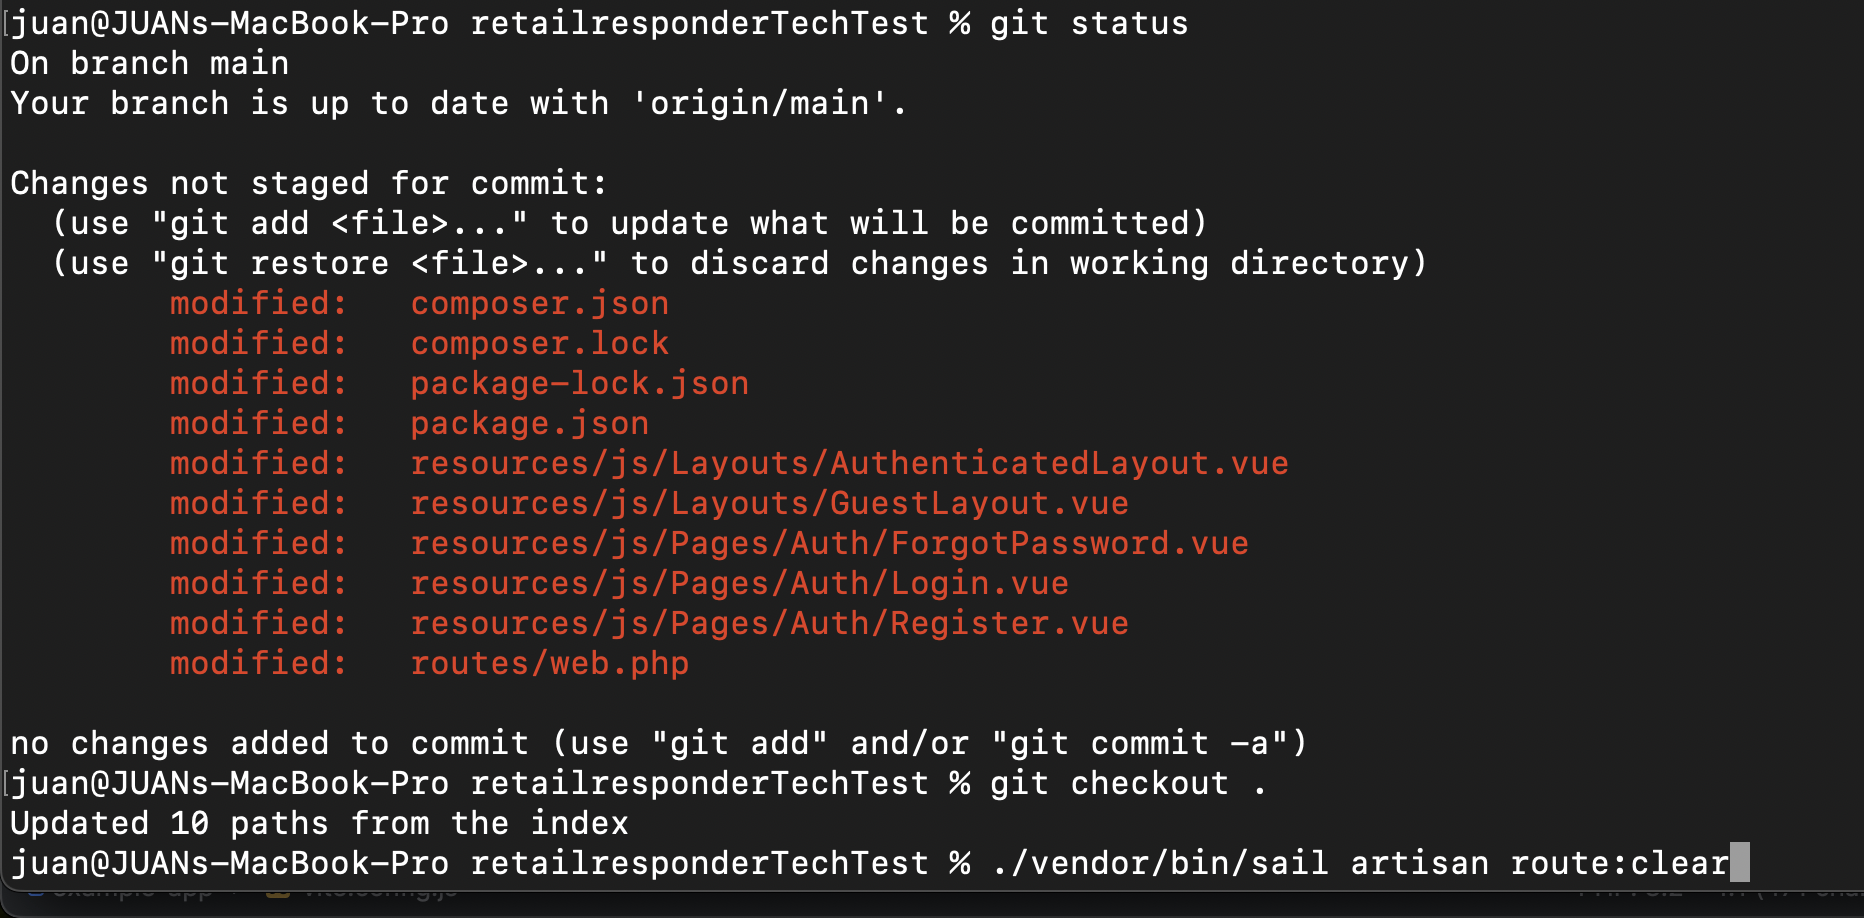 [juan@JUANs-MacBook-Pro retailresponderTechTest % git status
On branch main
Your branch is up to date with 'origin/main'.
Changes not staged for commit:
  (use "git add <file>..." to update what will be committed)
  (use "git restore <file>..." to discard changes in working directory)
        modified:   composer.json
        modified:   composer.lock
        modified:   package-lock.json
        modified:   package.json
        modified:   resources/js/Layouts/AuthenticatedLayout.vue
        modified:   resources/js/Layouts/GuestLayout.vue
        modified:   resources/js/Pages/Auth/ForgotPassword.vue
        modified:   resources/js/Pages/Auth/Login.vue
        modified:   resources/js/Pages/Auth/Register.vue
        modified:   routes/web.php
no changes added to commit (use "git add" and/or "git commit -a")
[juan@JUANs-MacBook-Pro retailresponderTechTest % git checkout .
Updated 10 paths from the index
juan@JUANs-MacBook-Pro retailresponderTechTest % ./vendor/bin/sail artisan route:clear